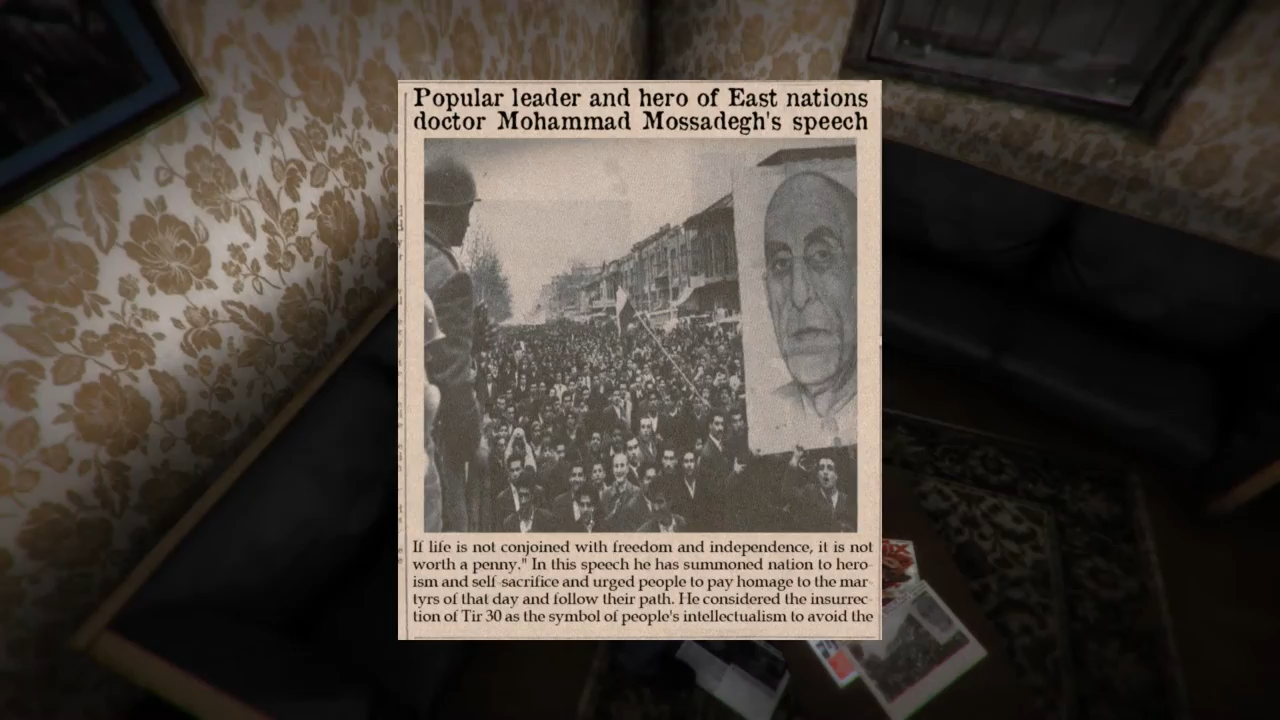 Popular leader and hero of East nations
doctor Mohammad Mossadegh's speech
If life is not conjoined with freedom and independence, it is not
worth a penny." In this speech he has summoned nation to hero-
ism and self-sacrifice and urged people to pay homage to the mar-
tyrs of that day and follow their path. He considered the insurrec-
tion of Tir 30 as the symbol of people's intellectualism to avoid the